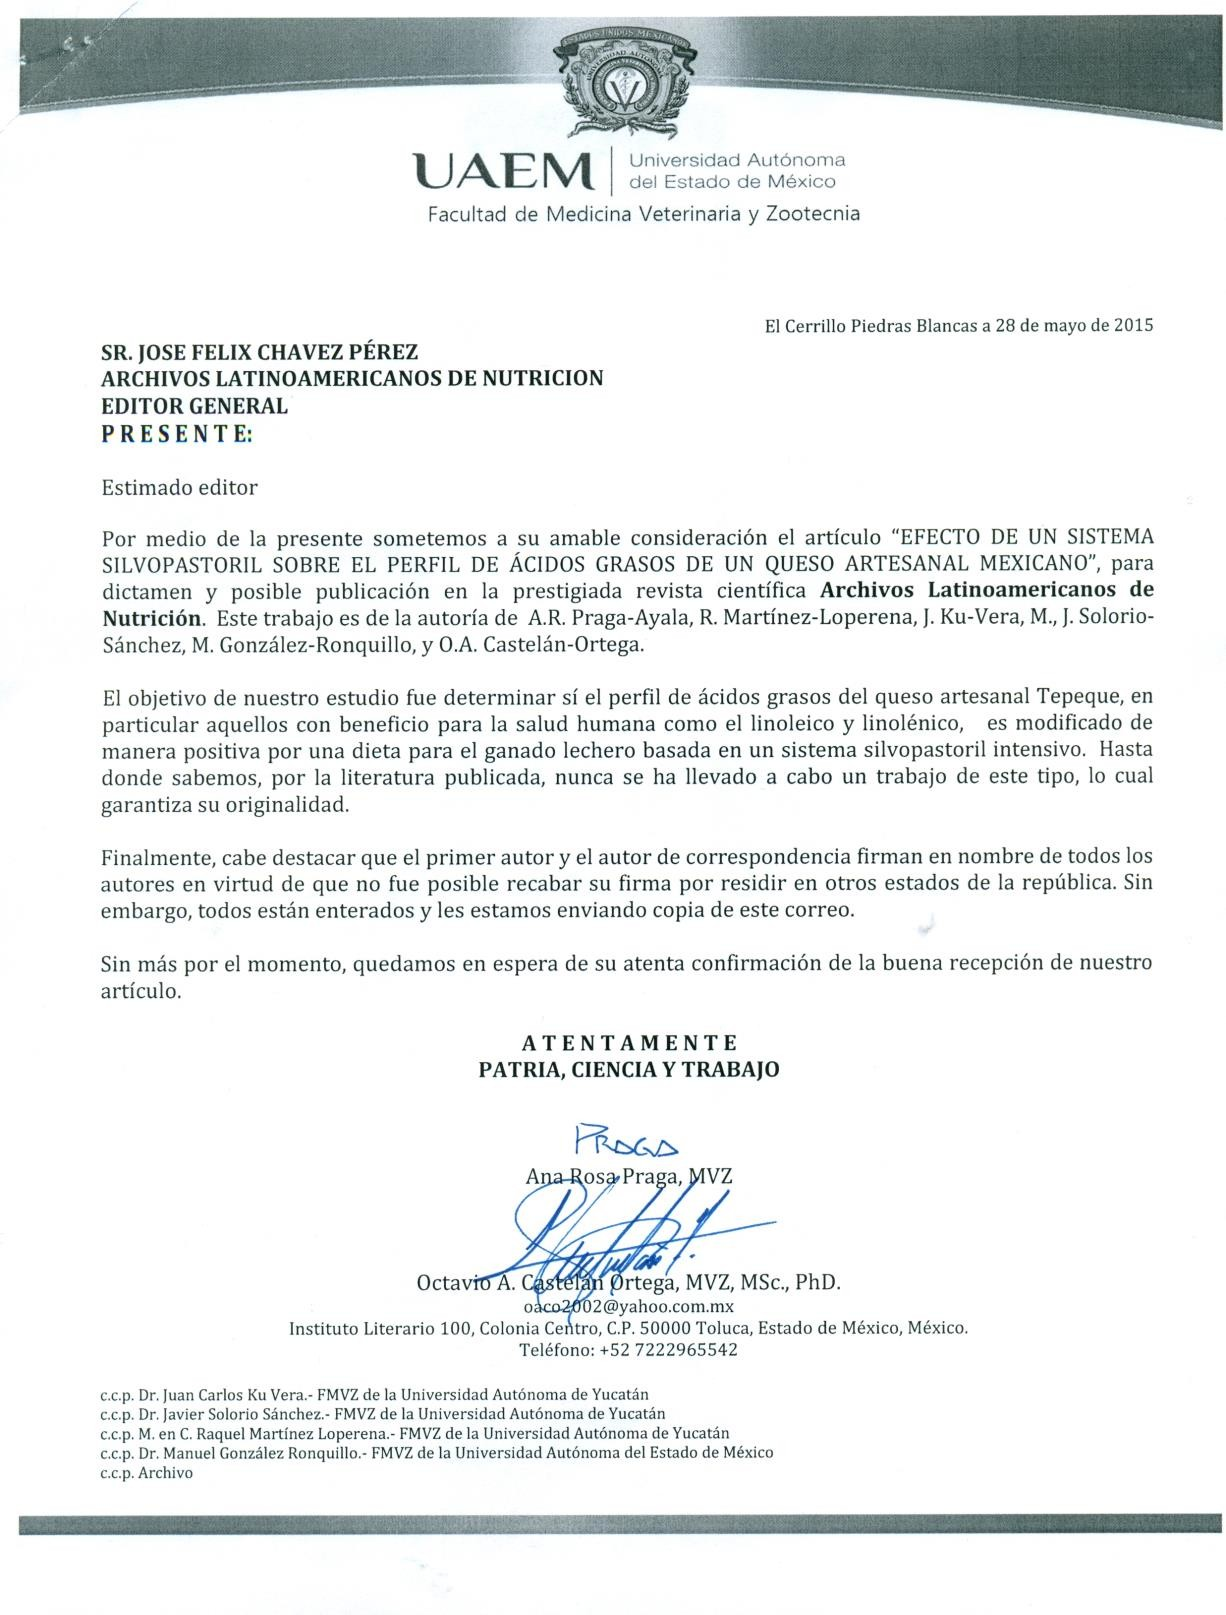 ESTADOS UNIDOS MEXICANOS
UAEM
Universidad Autónoma
del Estado de México
Facultad de Medicina Veterinaria y Zootecnia
El Cerrillo Piedras Blancas a 28 de mayo de 2015
SR. JOSE FELIX CHAVEZ PÉREZ
ARCHIVOS LATINOAMERICANOS DE NUTRICION
EDITOR GENERAL
P R E S E N T E:
Estimado editor
Por medio de la presente sometemos a su amable consideración el artículo “EFECTO DE UN SISTEMA
SILVOPASTORIL SOBRE EL PERFIL DE ÁCIDOS GRASOS DE UN QUESO ARTESANAL MEXICANO”, para
dictamen y posible publicación en la prestigiada revista científica Archivos Latinoamericanos de
Nutrición. Este trabajo es de la autoría de A.R. Praga-Ayala, R. Martínez-Loperena, J. Ku-Vera, M., J. Solorio-
Sánchez, M. González-Ronquillo, y O.A. Castelán-Ortega.
El objetivo de nuestro estudio fue determinar sí el perfil de ácidos grasos del queso artesanal Tepeque, en
particular aquellos con beneficio para la salud humana como el linoleico y linolénico, es modificado de
manera positiva por una dieta para el ganado lechero basada en un sistema silvopastoril intensivo. Hasta
donde sabemos, por la literatura publicada, nunca se ha llevado a cabo un trabajo de este tipo, lo cual
garantiza su originalidad.
Finalmente, cabe destacar que el primer autor y el autor de correspondencia firman en nombre de todos los
autores en virtud de que no fue posible recabar su firma por residir en otros estados de la república. Sin
embargo, todos están enterados y les estamos enviando copia de este correo.
Sin más por el momento, quedamos en espera de su atenta confirmación de la buena recepción de nuestro
artículo.
A T E N T A M E N T E
PATRIA, CIENCIA Y TRABAJO
PRAGA
Ana Rosa Praga, MVZ
Octavio A. Castelán Ortega, MVZ, MSc., PhD.
oaco2002@yahoo.com.mx
Instituto Literario 100, Colonia Centro, C.P. 50000 Toluca, Estado de México, México.
Teléfono: +52 7222965542
c.c.p. Dr. Juan Carlos Ku Vera.- FMVZ de la Universidad Autónoma de Yucatán
c.c.p. Dr. Javier Solorio Sánchez.- FMVZ de la Universidad Autónoma de Yucatán
c.c.p. M. en C. Raquel Martínez Loperena.- FMVZ de la Universidad Autónoma de Yucatán
c.c.p. Dr. Manuel González Ronquillo.- FMVZ de la Universidad Autónoma del Estado de México
c.c.p. Archivo